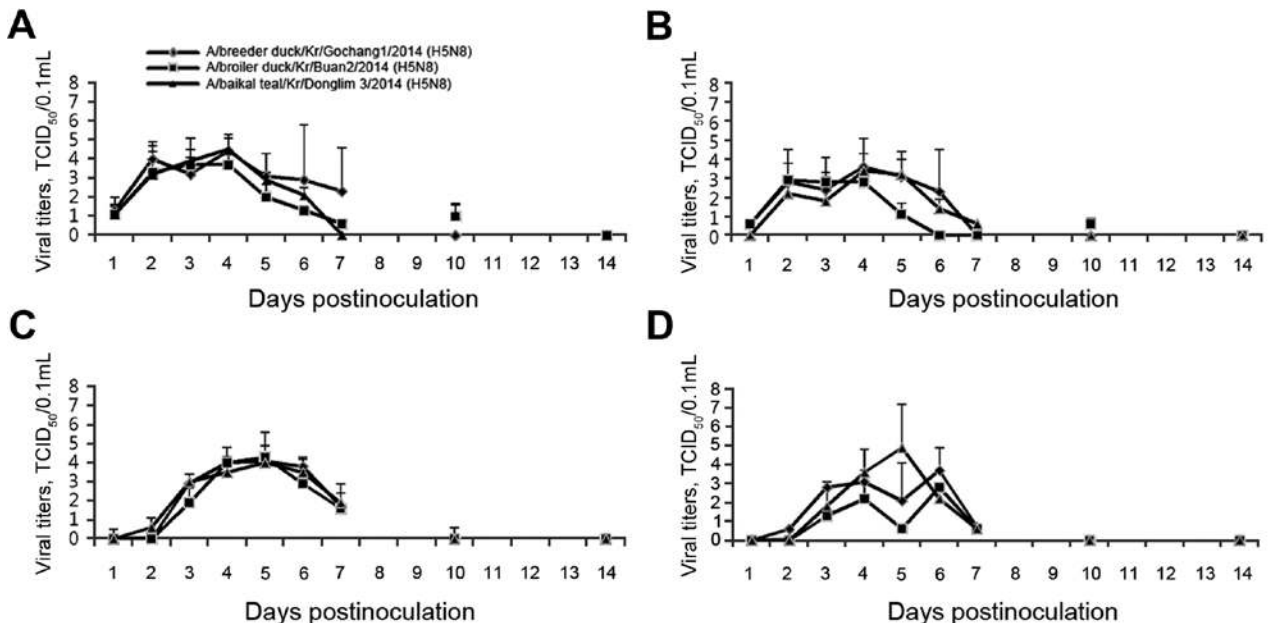 A
A/breeder duck/Kr/Gochang1/2014 (H5N8)
A/broiler duck/Kr/Buan2/2014 (H5N8)
A/baikal teal/Kr/Donglim 3/2014 (H5N8)
Viral titers, TCID50/0.1mL
8
7
6
5
4
3
2
1
0
1 2 3 4 5 6 7 8 9 10 11 12 13 14
Days postinoculation
B
Viral titers, TCID50/0.1mL
8
7
6
5
4
3
2
1
0
1 2 3 4 5 6 7 8 9 10 11 12 13 14
Days postinoculation
C
Viral titers, TCID50/0.1mL
8
7
6
5
4
3
2
1
0
1 2 3 4 5 6 7 8 9 10 11 12 13 14
Days postinoculation
D
Viral titers, TCID50/0.1mL
8
7
6
5
4
3
2
1
0
1 2 3 4 5 6 7 8 9 10 11 12 13 14
Days postinoculation